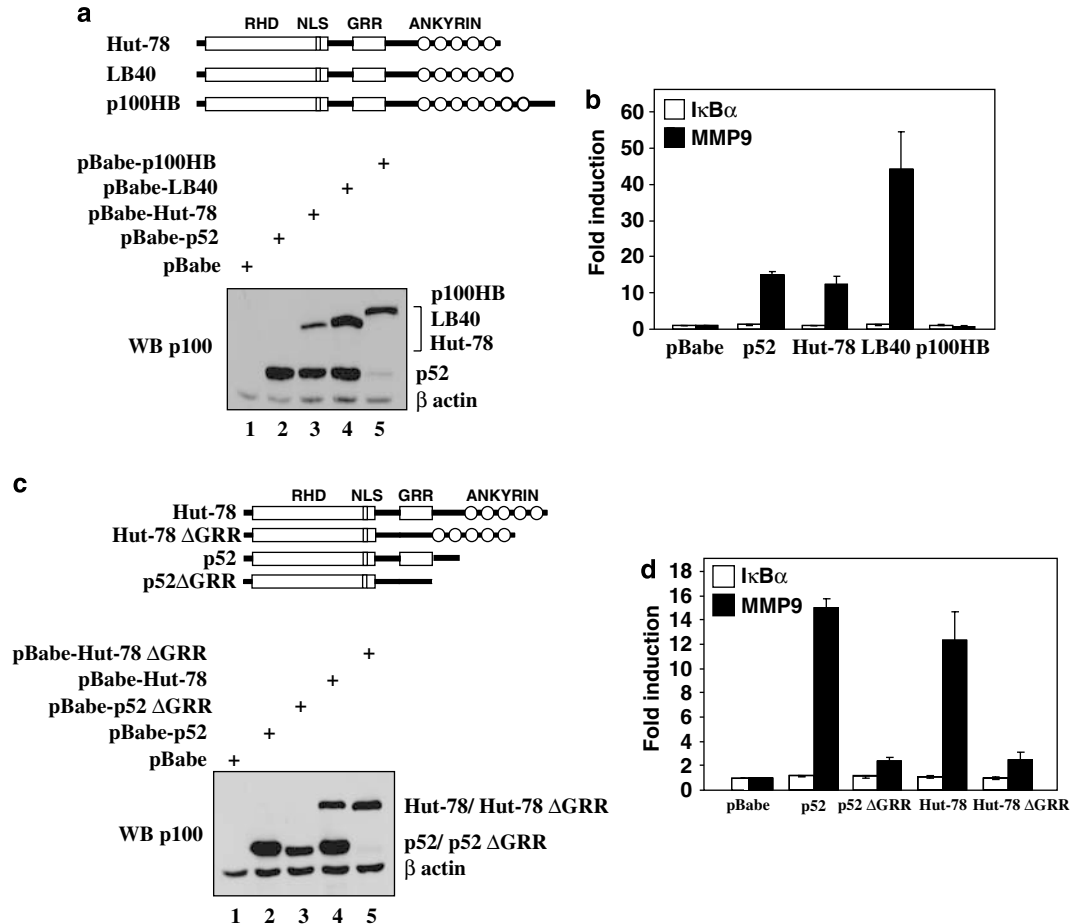 a
RHD NLS GRR ANKYRIN
Hut-78
LB40
p100HB
pBabe-p100HB +
pBabe-LB40 +
pBabe-Hut-78 +
pBabe-p52 +
pBabe +
WB p100
p100HB
LB40
Hut-78
p52
β actin
1 2 3 4 5
b
IκBα
MMP9
Fold induction
60
50
40
30
20
10
0
pBabe p52 Hut-78 LB40 p100HB
c
RHD NLS GRR ANKYRIN
Hut-78
Hut-78 ΔGRR
p52
p52ΔGRR
pBabe-Hut-78 ΔGRR +
pBabe-Hut-78 +
pBabe-p52 ΔGRR +
pBabe-p52 +
pBabe +
WB p100
Hut-78/ Hut-78 ΔGRR
p52/ p52 ΔGRR
β actin
1 2 3 4 5
d
IκBα
MMP9
Fold induction
18
16
14
12
10
8
6
4
2
0
pBabe p52 p52 ΔGRR Hut-78 Hut-78 ΔGRR